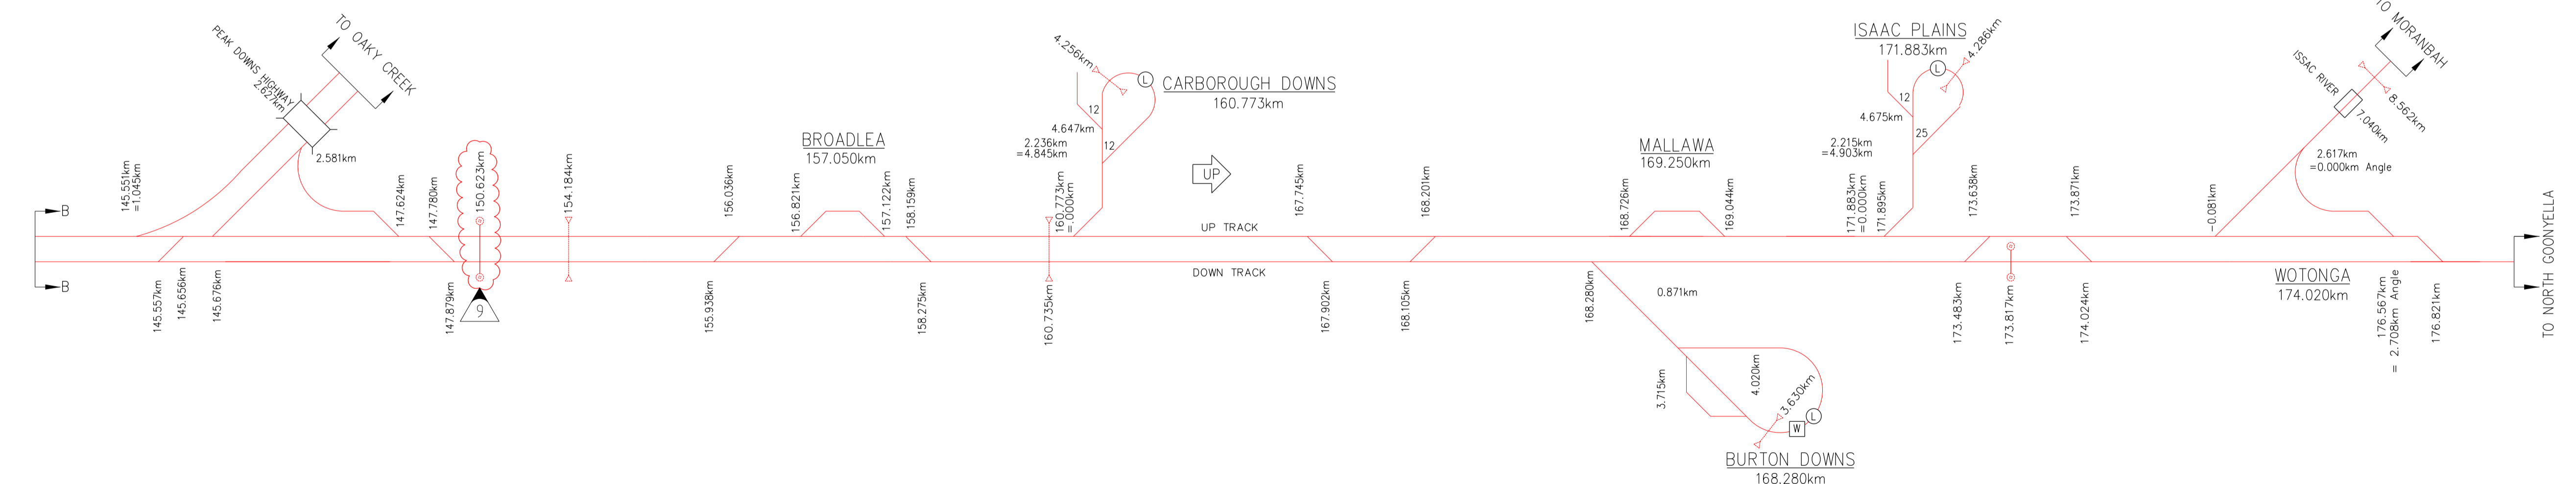 TO OAKY CREEK
PEAK DOWNS HIGHWAY
2.627km
2.581km
145.551km
=1.045km
147.624km
147.780km
150.623km
154.184km
156.036km
BROADLEA
157.050km
156.821km
157.122km
158.159km
4.256km
L
CARBOROUGH DOWNS
160.773km
12
4.647km
12
2.236km
=4.845km
160.773km
=.000km
UP
167.745km
168.201km
MALLAWA
169.250km
168.726km
169.044km
ISAAC PLAINS
171.883km
L
4.286km
12
4.675km
25
2.215km
=4.903km
171.883km
=0.000km
171.895km
173.638km
173.871km
-0.081km
TO MORANBAH
ISSAC RIVER
7.040km
8.562km
2.617km
=0.000km Angle
B
B
UP TRACK
DOWN TRACK
145.557km
145.656km
145.676km
147.879km
9
155.938km
158.275km
160.735km
167.902km
168.105km
168.280km
0.871km
3.715km
4.020km
3.630km
L
W
BURTON DOWNS
168.280km
173.483km
173.817km
174.024km
WOTONGA
174.020km
176.567km
= 2.708km Angle
176.821km
TO NORTH GOONYELLA